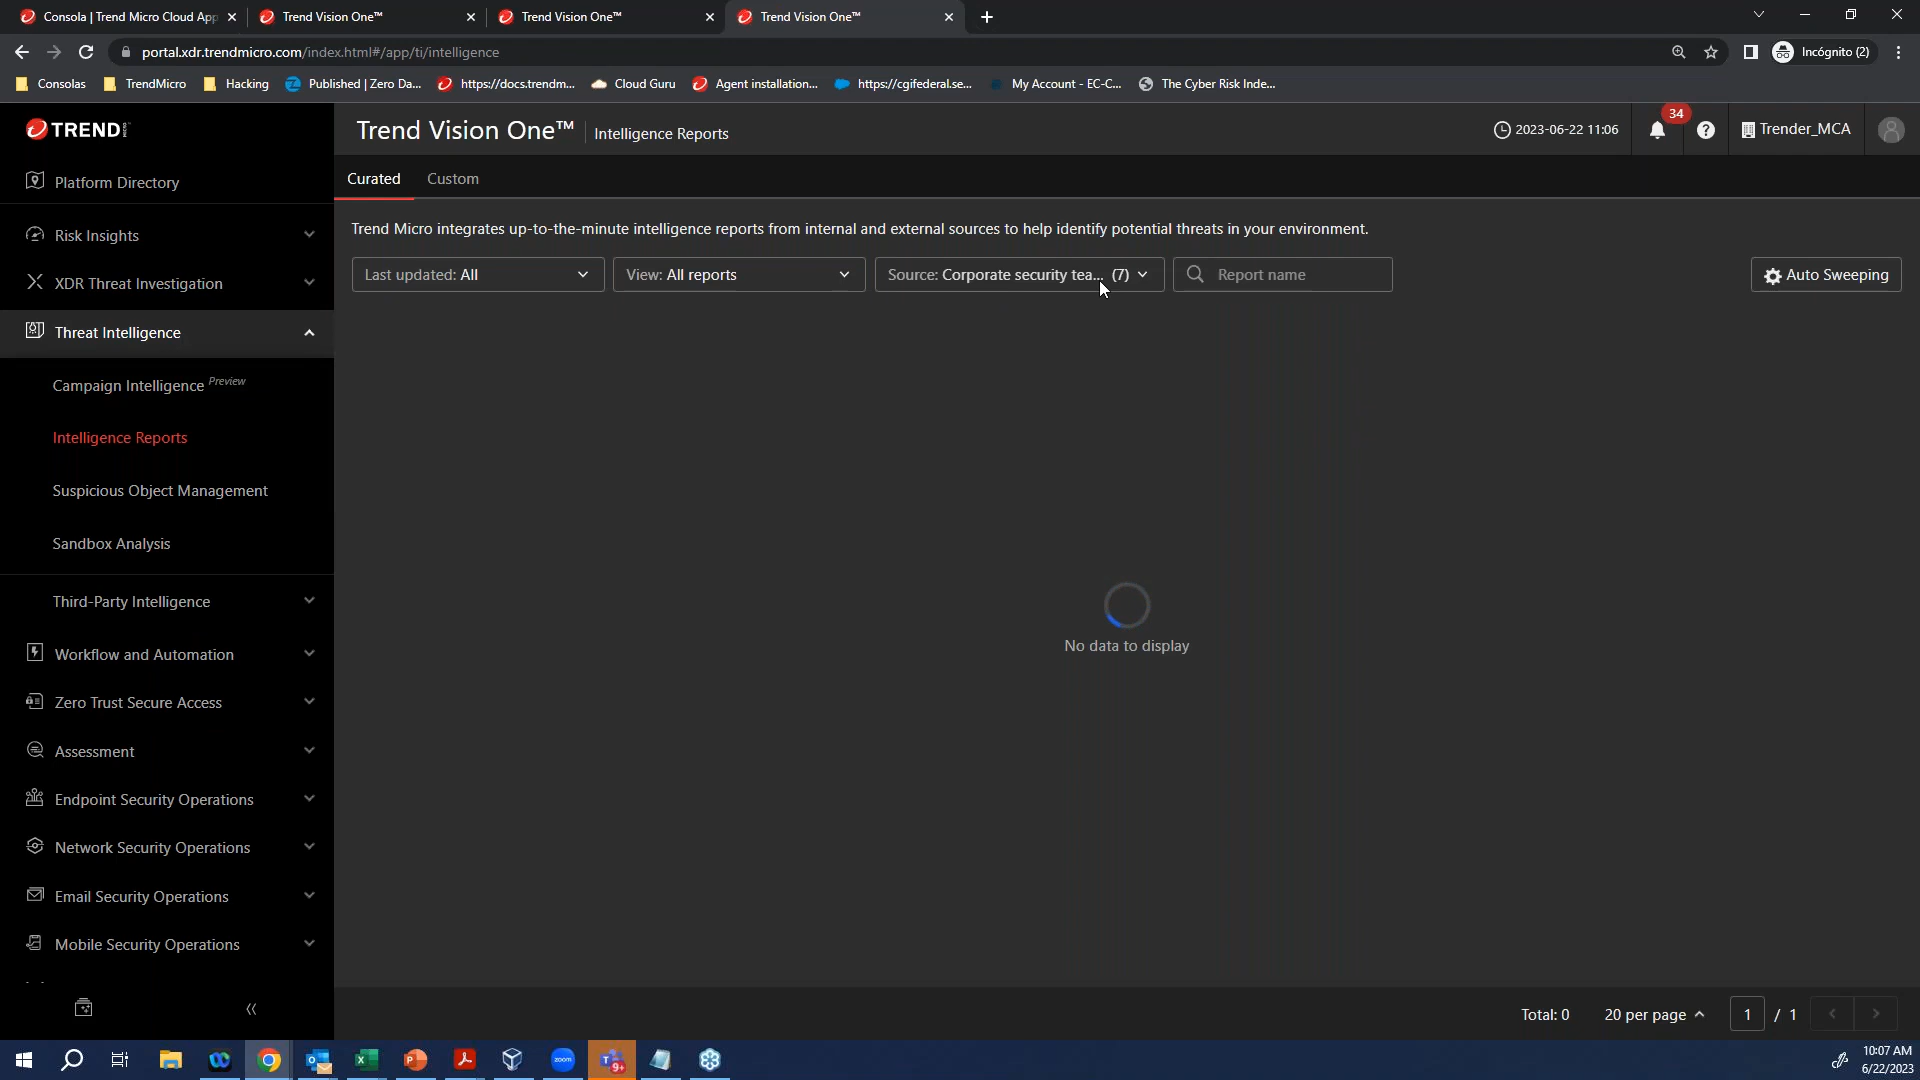 Consola | Trend Micro Cloud App
Trend Vision One™
Trend Vision One™
Trend Vision One™
portal.xdr.trendmicro.com/index.html#/app/ti/intelligence
Incógnito (2)
Consolas
TrendMicro
Hacking
Published | Zero Da...
https://docs.trendm...
Cloud Guru
Agent installation...
https://cgifederal.se...
My Account - EC-C...
The Cyber Risk Inde...
TREND MICRO
Trend Vision One™
Intelligence Reports
2023-06-22 11:06
34
Trender_MCA
Platform Directory
Risk Insights
XDR Threat Investigation
Threat Intelligence
Campaign Intelligence Preview
Intelligence Reports
Suspicious Object Management
Sandbox Analysis
Third-Party Intelligence
Workflow and Automation
Zero Trust Secure Access
Assessment
Endpoint Security Operations
Network Security Operations
Email Security Operations
Mobile Security Operations
Curated
Custom
Trend Micro integrates up-to-the-minute intelligence reports from internal and external sources to help identify potential threats in your environment.
Last updated: All
View: All reports
Source: Corporate security tea... (7)
Report name
Auto Sweeping
No data to display
Total: 0
20 per page
1 / 1
zoom
9+
10:07 AM
6/22/2023